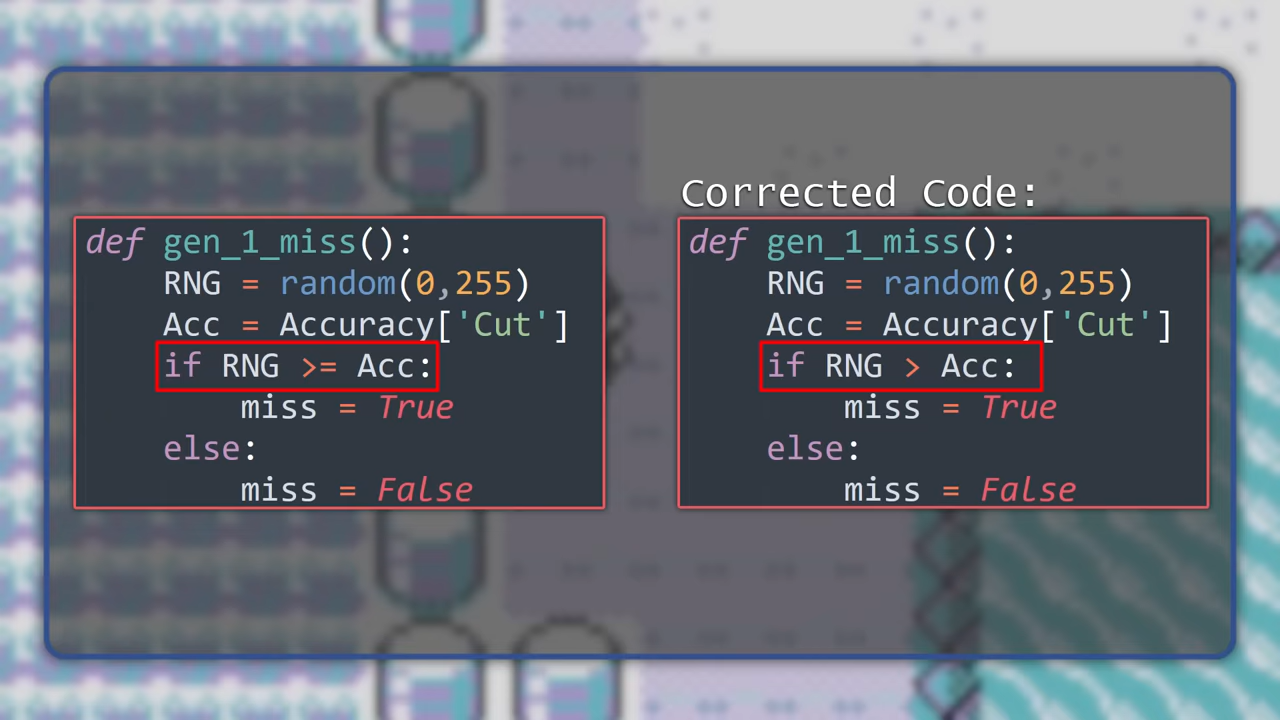 def gen_1_miss():
    RNG = random(0,255)
    Acc = Accuracy['Cut']
    if RNG >= Acc:
        miss = True
    else:
        miss = False
Corrected Code:
def gen_1_miss():
    RNG = random(0,255)
    Acc = Accuracy['Cut']
    if RNG > Acc:
        miss = True
    else:
        miss = False